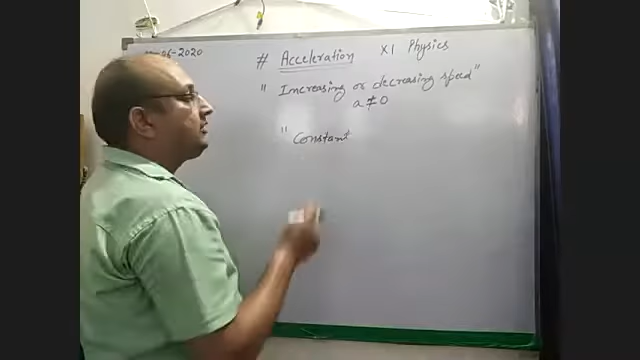 -06-2020 # Acceleration XI Physics
" Increasing or decreasing speed"
a ≠ 0
" Constant